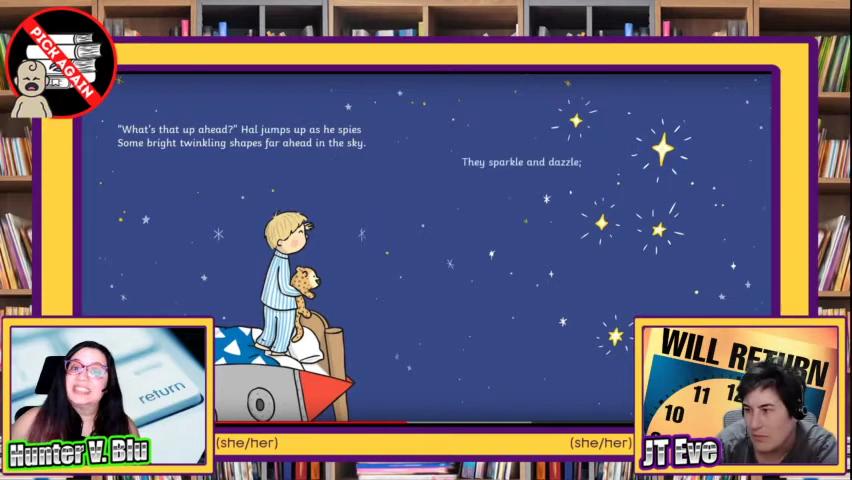 PICK AGAIN
"What's that up ahead?" Hal jumps up as he spies
Some bright twinkling shapes far ahead in the sky.
They sparkle and dazzle;
return
Hunter V. Blu
(she/her)
WILL RETURN
11
12
10
(she/her)
JT Eve